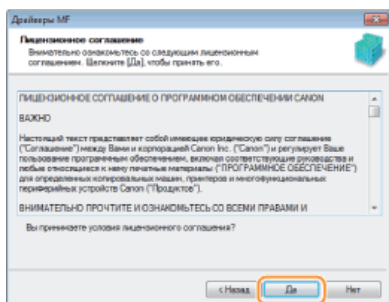 Драйверы MF
Лицензионное соглашение
Внимательно ознакомьтесь со следующим лицензионным
соглашением. Щелкните [Да], чтобы принять его.
ЛИЦЕНЗИОННОЕ СОГЛАШЕНИЕ О ПРОГРАММНОМ ОБЕСПЕЧЕНИИ CANON
ВАЖНО
Настоящий текст представляет собой имеющее юридическую силу соглашение
("Соглашение") между Вами и корпорацией Canon Inc. ("Canon") и регулирует Ваше
пользование программным обеспечением, включая соответствующие руководства и
любые относящиеся к нему печатные материалы ("ПРОГРАММНОЕ ОБЕСПЕЧЕНИЕ")
для определенных копировальных машин, принтеров и многофункциональных
периферийных устройств Canon ("Продуктов").
ВНИМАТЕЛЬНО ПРОЧТИТЕ И ОЗНАКОМЬТЕСЬ СО ВСЕМИ ПРАВАМИ И
Вы принимаете условия лицензионного соглашения?
< Назад Да Нет